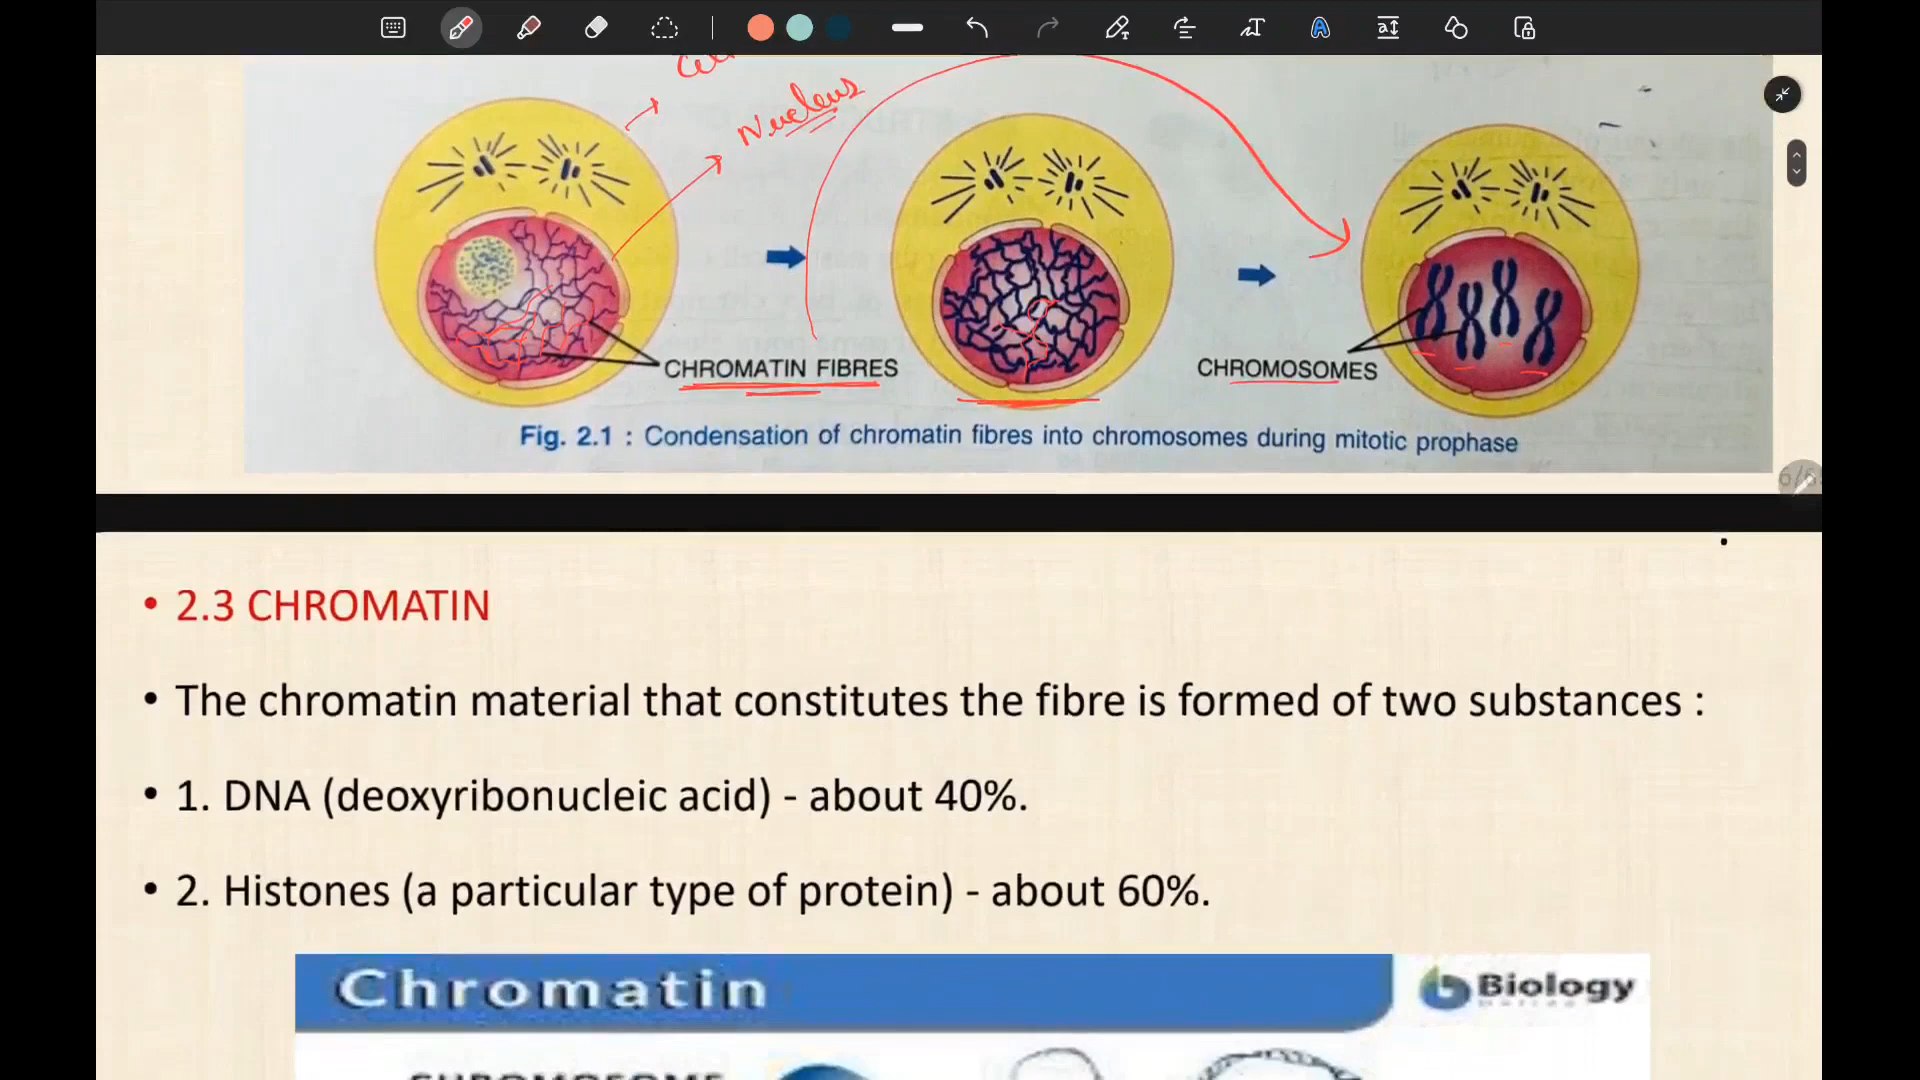 Nucleus
CHROMATIN FIBRES
CHROMOSOMES
Fig. 2.1 : Condensation of chromatin fibres into chromosomes during mitotic prophase
• 2.3 CHROMATIN
• The chromatin material that constitutes the fibre is formed of two substances :
• 1. DNA (deoxyribonucleic acid) - about 40%.
• 2. Histones (a particular type of protein) - about 60%.
Chromatin
Biology
CHROMOSOME